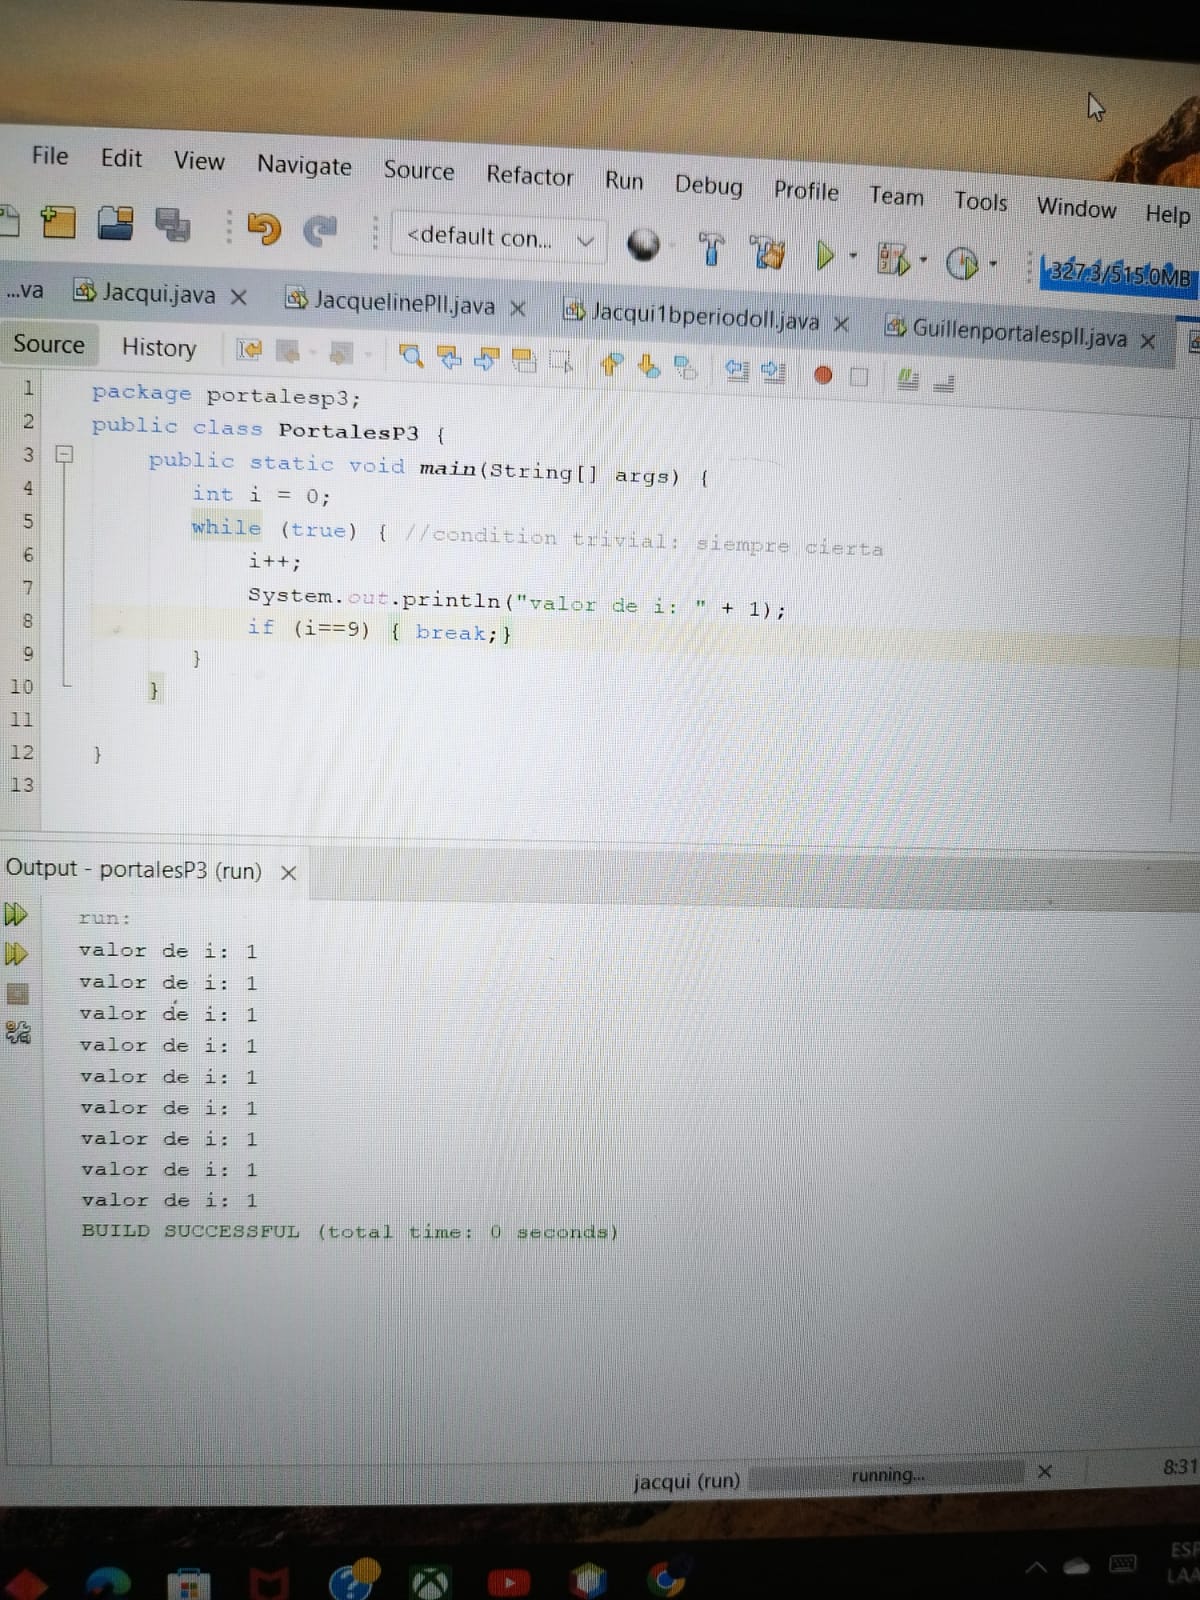 File Edit View Navigate Source Refactor Run Debug Profile Team Tools Window Help
<default con...
327.3/515.0MB
...va Jacqui.java JacquelinePII.java Jacqui1bperiodoII.java GuillenportalespII.java
Source History
1 package portalesp3;
2 public class PortalesP3 {
3 public static void main(String[] args) {
4 int i = 0;
5 while (true) { //condition trivial: siempre cierta
6 i++;
7 System.out.println("valor de i: " + 1);
8 if (i==9) { break;}
9 }
10 }
11
12 }
13
Output - portalesP3 (run)
run:
valor de i: 1
valor de i: 1
valor de i: 1
valor de i: 1
valor de i: 1
valor de i: 1
valor de i: 1
valor de i: 1
valor de i: 1
BUILD SUCCESSFUL (total time: 0 seconds)
jacqui (run) running... 8:31
ESP
LAA